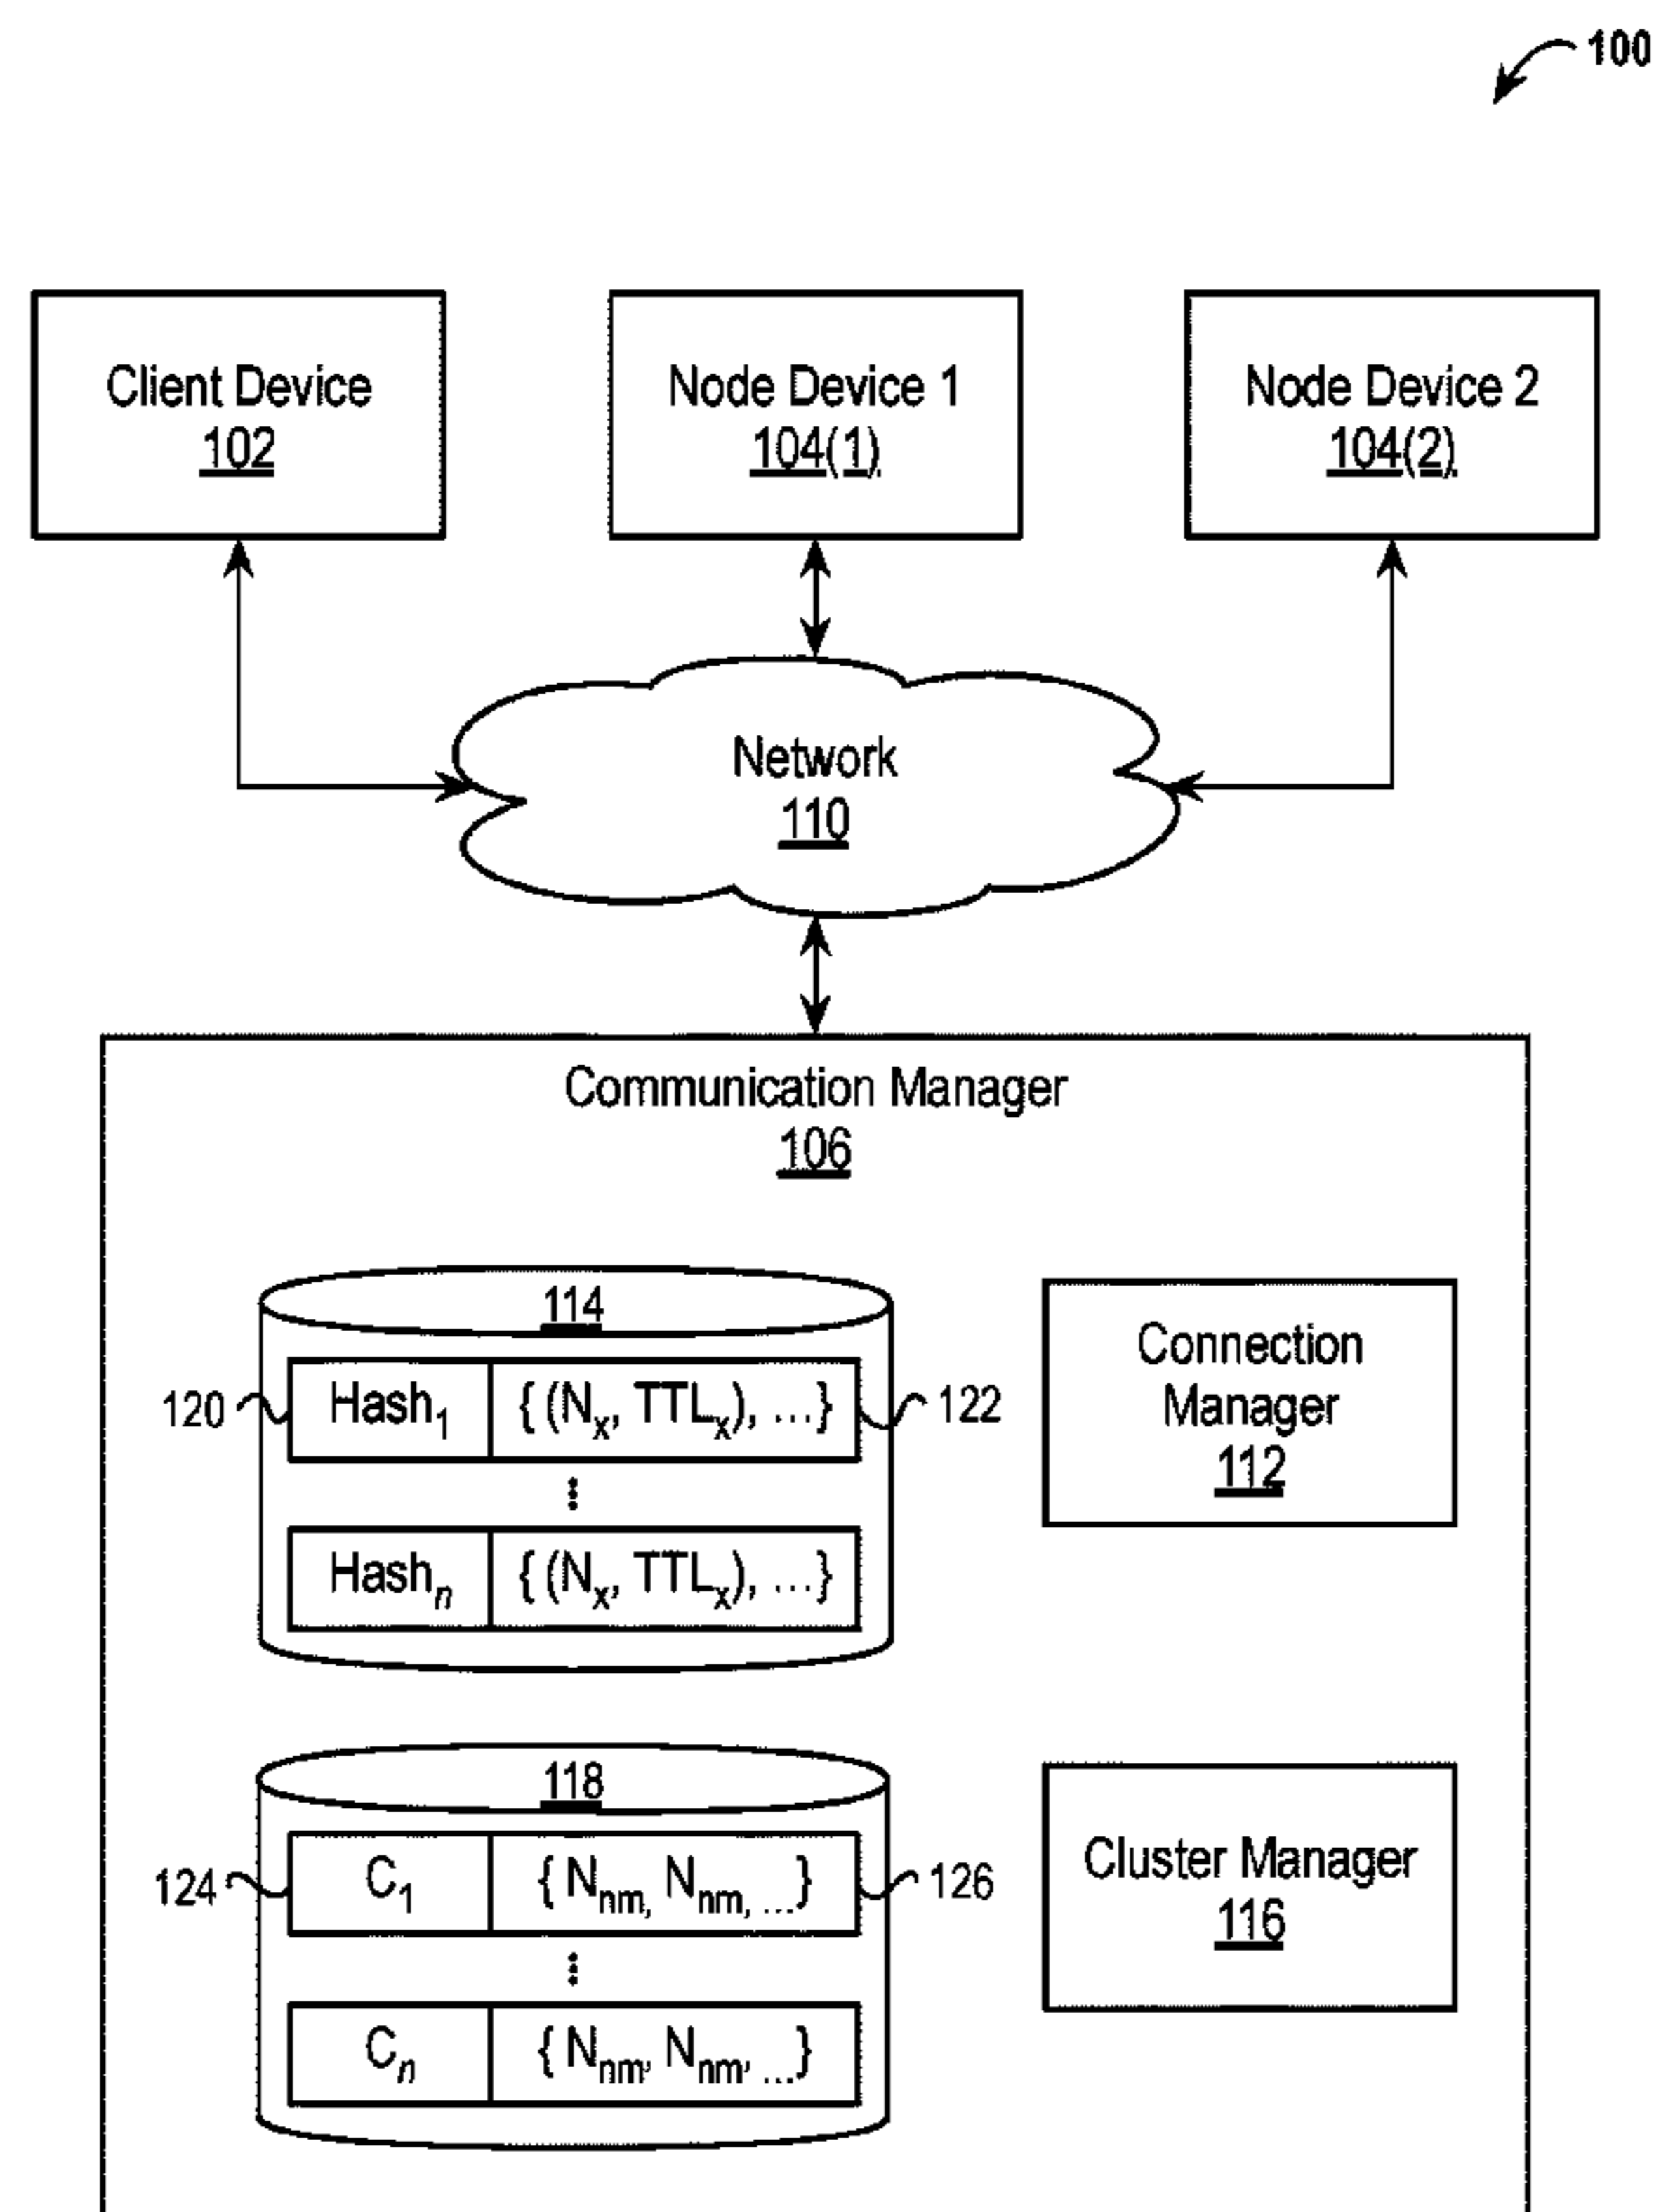 100
Client Device
102
Node Device 1
104(1)
Node Device 2
104(2)
Network
110
Communication Manager
106
114
120 Hash1 { (Nx, TTLx), ...} 122
⋮
Hashn { (Nx, TTLx), ...}
Connection
Manager
112
118
124 C1 { Nnm, Nnm, ...} 126
⋮
Cn { Nnm, Nnm, ...}
Cluster Manager
116